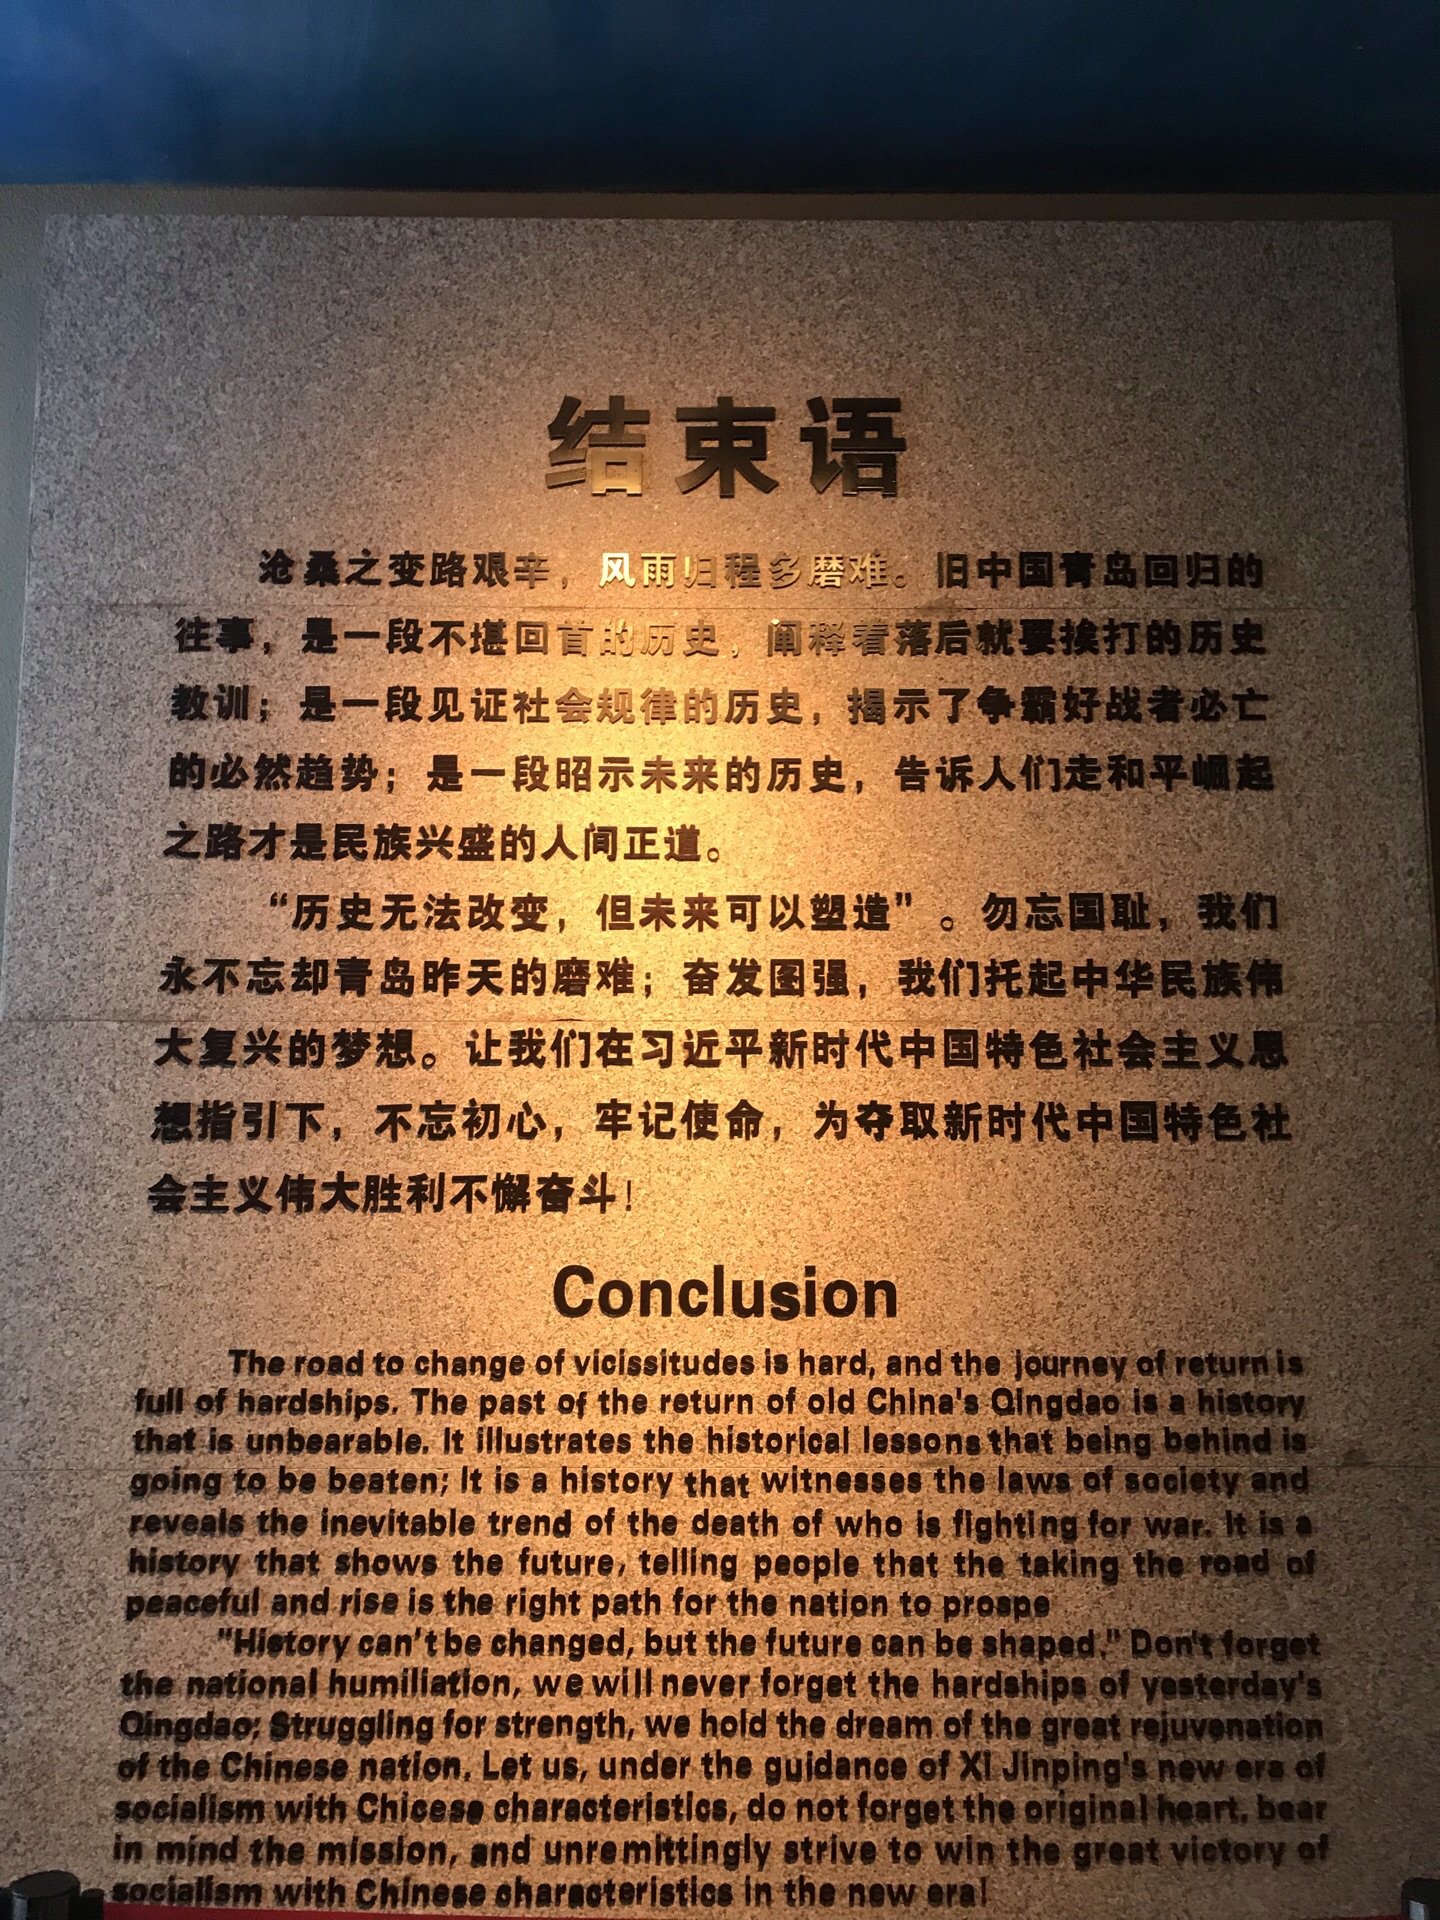 结束语
沧桑之变路艰辛，风雨归程多磨难。旧中国青岛回归的
往事，是一段不堪回首的历史，阐释着落后就要挨打的历史
教训；是一段见证社会规律的历史，揭示了争霸好战者必亡
的必然趋势；是一段昭示未来的历史，告诉人们走和平崛起
之路才是民族兴盛的人间正道。
“历史无法改变，但未来可以塑造”。勿忘国耻，我们
永不忘却青岛昨天的磨难；奋发图强，我们托起中华民族伟
大复兴的梦想。让我们在习近平新时代中国特色社会主义思
想指引下，不忘初心，牢记使命，为夺取新时代中国特色社
会主义伟大胜利不懈奋斗！
Conclusion
The road to change of vicissitudes is hard, and the journey of return is
full of hardships. The past of the return of old China's Qingdao is a history
that is unbearable. It illustrates the historical lessons that being behind is
going to be beaten; It is a history that witnesses the laws of society and
reveals the inevitable trend of the death of who is fighting for war. It is a
history that shows the future, telling people that the taking the road of
peaceful and rise is the right path for the nation to prospe
"History can't be changed, but the future can be shaped." Don't forget
the national humiliation, we will never forget the hardships of yesterday's
Qingdao; Struggling for strength, we hold the dream of the great rejuvenation
of the Chinese nation. Let us, under the guidance of Xi Jinping's new era of
socialism with Chicese characteristics, do not forget the original heart, bear
in mind the mission, and unremittingly strive to win the great victory of
socialism with Chinese characteristics in the new era!